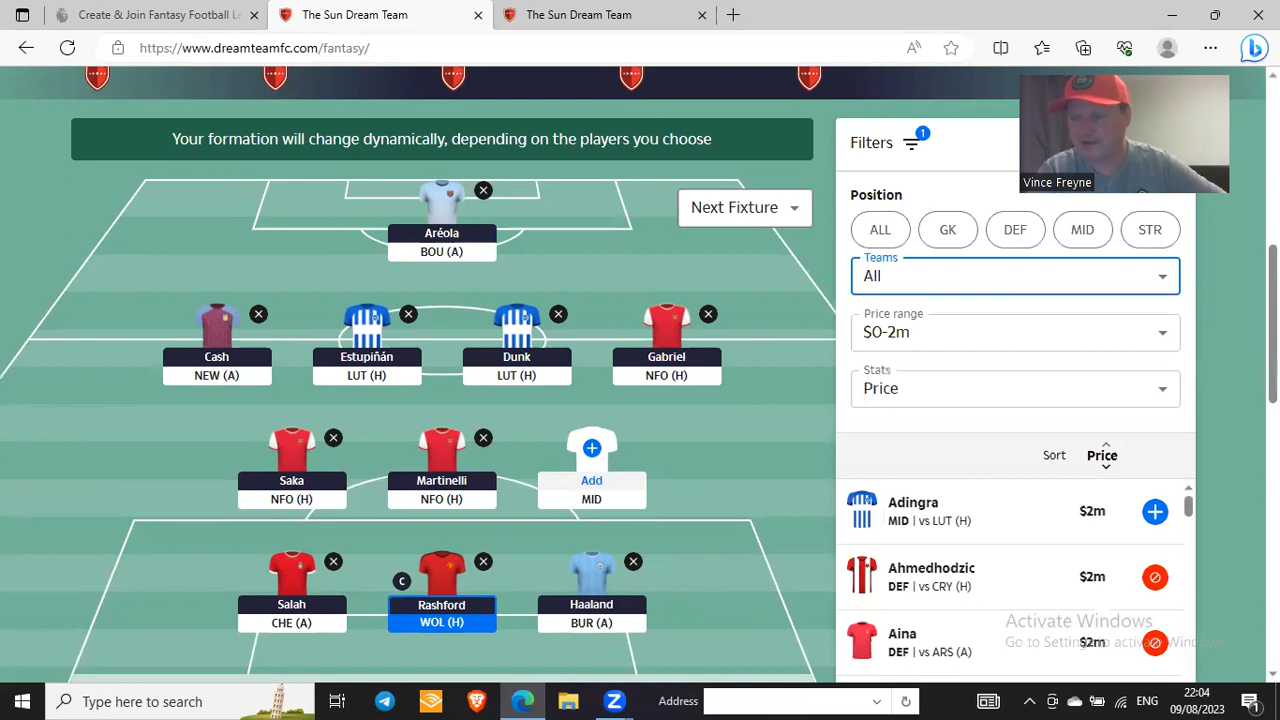 Create & Join Fantasy Football Le
The Sun Dream Team
The Sun Dream Team
https://www.dreamteamfc.com/fantasy/
Your formation will change dynamically, depending on the players you choose
Filters
1
Vince Freyne
Next Fixture
Position
ALL
GK
DEF
MID
STR
Teams
All
Price range
$0-2m
Stats
Price
Sort
Price
Aréola
BOU (A)
Cash
NEW (A)
Estupiñán
LUT (H)
Dunk
LUT (H)
Gabriel
NFO (H)
Saka
NFO (H)
Martinelli
NFO (H)
Add
MID
C
Salah
CHE (A)
Rashford
WOL (H)
Haaland
BUR (A)
Adingra
MID | vs LUT (H)
$2m
Ahmedhodzic
DEF | vs CRY (H)
$2m
Aina
DEF | vs ARS (A)
$2m
Activate Windows
Go to Settings to activate Windows.
Type here to search
Address
ENG
22:04
09/08/2023
1